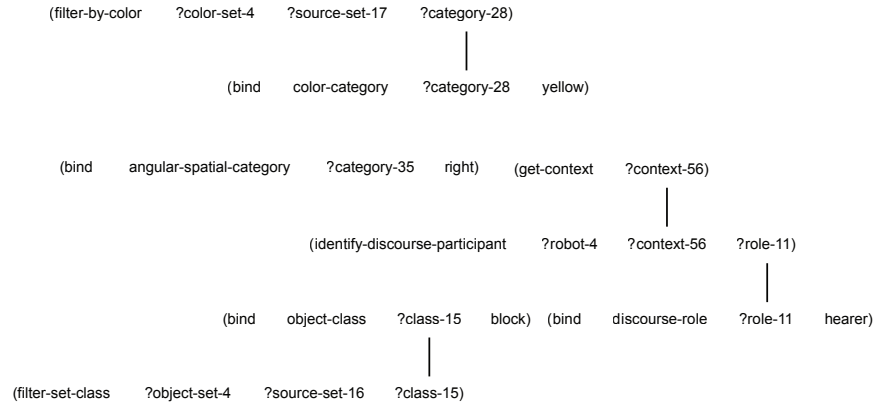 (filter-by-color ?color-set-4 ?source-set-17 ?category-28)
(bind color-category ?category-28 yellow)
(bind angular-spatial-category ?category-35 right) (get-context ?context-56)
(identify-discourse-participant ?robot-4 ?context-56 ?role-11)
(bind object-class ?class-15 block) (bind discourse-role ?role-11 hearer)
(filter-set-class ?object-set-4 ?source-set-16 ?class-15)